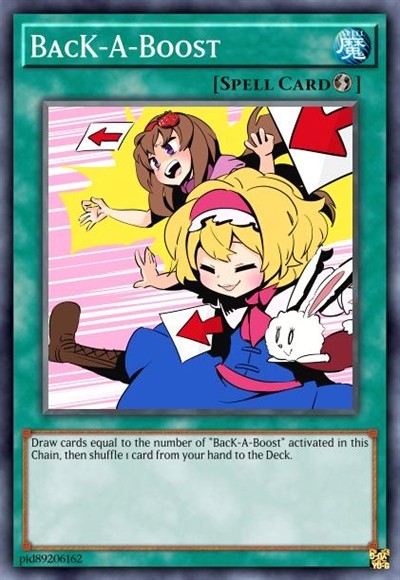 BacK-A-Boost
魔
[Spell Card]
Draw cards equal to the number of "BacK-A-Boost" activated in this
Chain, then shuffle 1 card from your hand to the Deck.
pid89206162